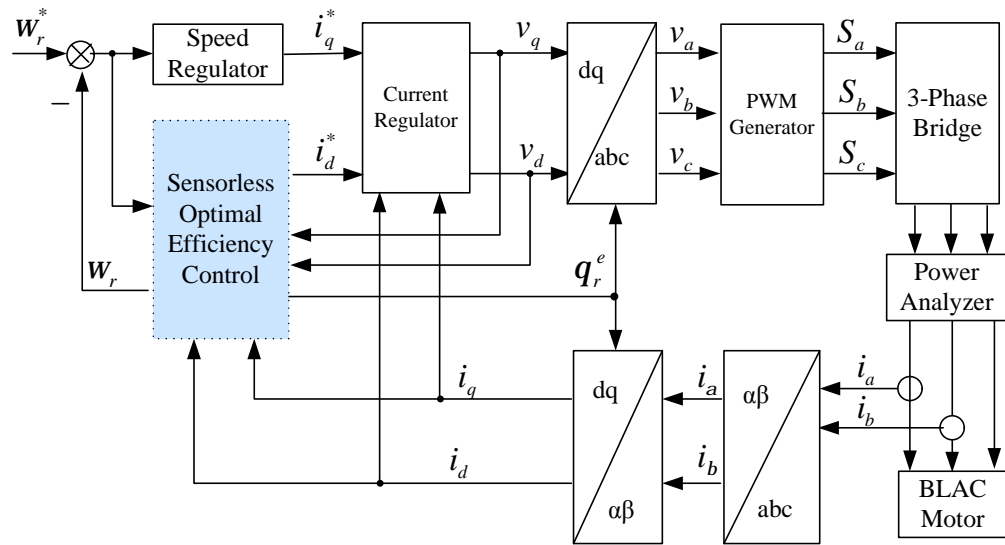 w_r^*
Speed Regulator
i_q^*
Current Regulator
v_q
dq
abc
v_a
v_b
v_c
PWM Generator
S_a
S_b
S_c
3-Phase Bridge
−
i_d^*
v_d
Sensorless
Optimal
Efficiency
Control
w_r
q_r^e
Power
Analyzer
i_q
dq
αβ
i_a
αβ
abc
i_a
i_b
i_d
i_b
BLAC
Motor